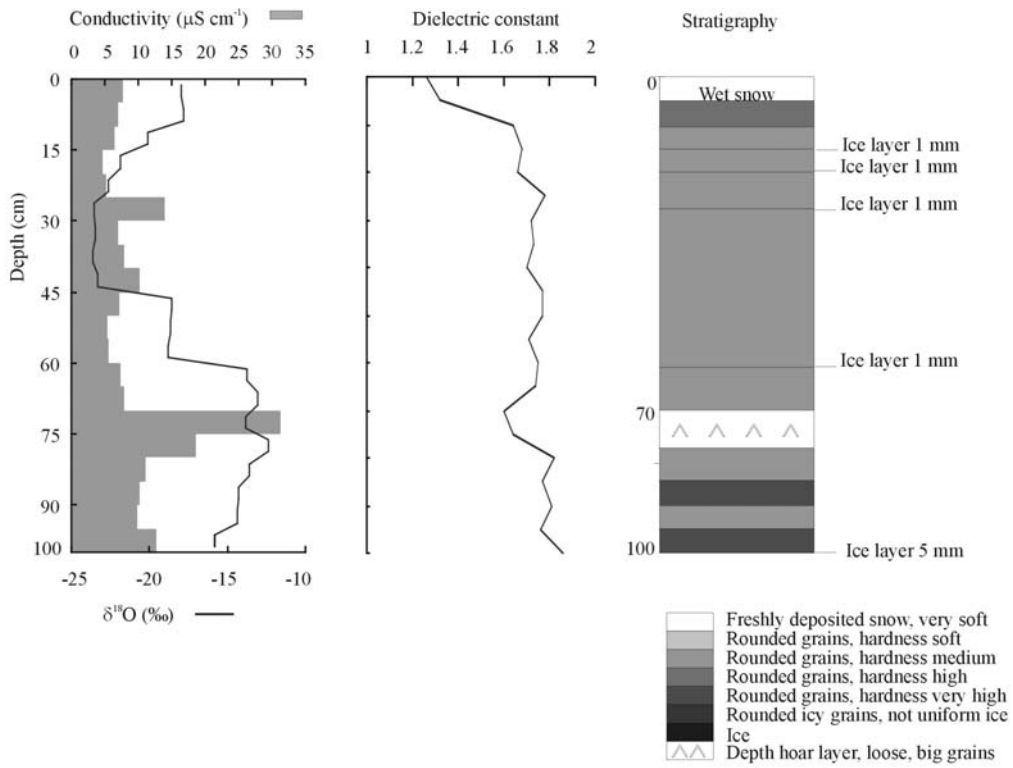 Conductivity (μS cm⁻¹)
0 5 10 15 20 25 30 35
Depth (cm)
0
15
30
45
60
75
90
100
-25 -20 -15 -10
δ¹⁸O (‰)
Dielectric constant
1 1.2 1.4 1.6 1.8 2
Stratigraphy
0
Wet snow
Ice layer 1 mm
Ice layer 1 mm
Ice layer 1 mm
Ice layer 1 mm
70
100
Ice layer 5 mm
Freshly deposited snow, very soft
Rounded grains, hardness soft
Rounded grains, hardness medium
Rounded grains, hardness high
Rounded grains, hardness very high
Rounded icy grains, not uniform ice
Ice
Depth hoar layer, loose, big grains